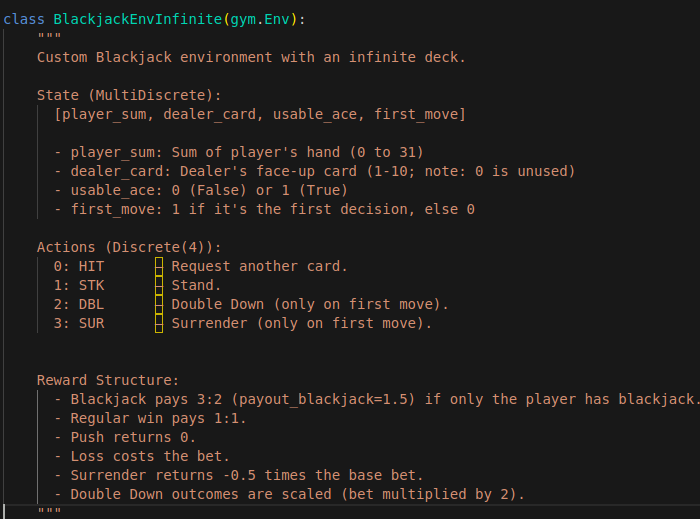 class BlackjackEnvInfinite(gym.Env):
    """
    Custom Blackjack environment with an infinite deck.
    State (MultiDiscrete):
      [player_sum, dealer_card, usable_ace, first_move]
      - player_sum: Sum of player's hand (0 to 31)
      - dealer_card: Dealer's face-up card (1-10; note: 0 is unused)
      - usable_ace: 0 (False) or 1 (True)
      - first_move: 1 if it's the first decision, else 0
    Actions (Discrete(4)):
      0: HIT      – Request another card.
      1: STK      – Stand.
      2: DBL      – Double Down (only on first move).
      3: SUR      – Surrender (only on first move).
    Reward Structure:
      - Blackjack pays 3:2 (payout_blackjack=1.5) if only the player has blackjack.
      - Regular win pays 1:1.
      - Push returns 0.
      - Loss costs the bet.
      - Surrender returns -0.5 times the base bet.
      - Double Down outcomes are scaled (bet multiplied by 2).
    """